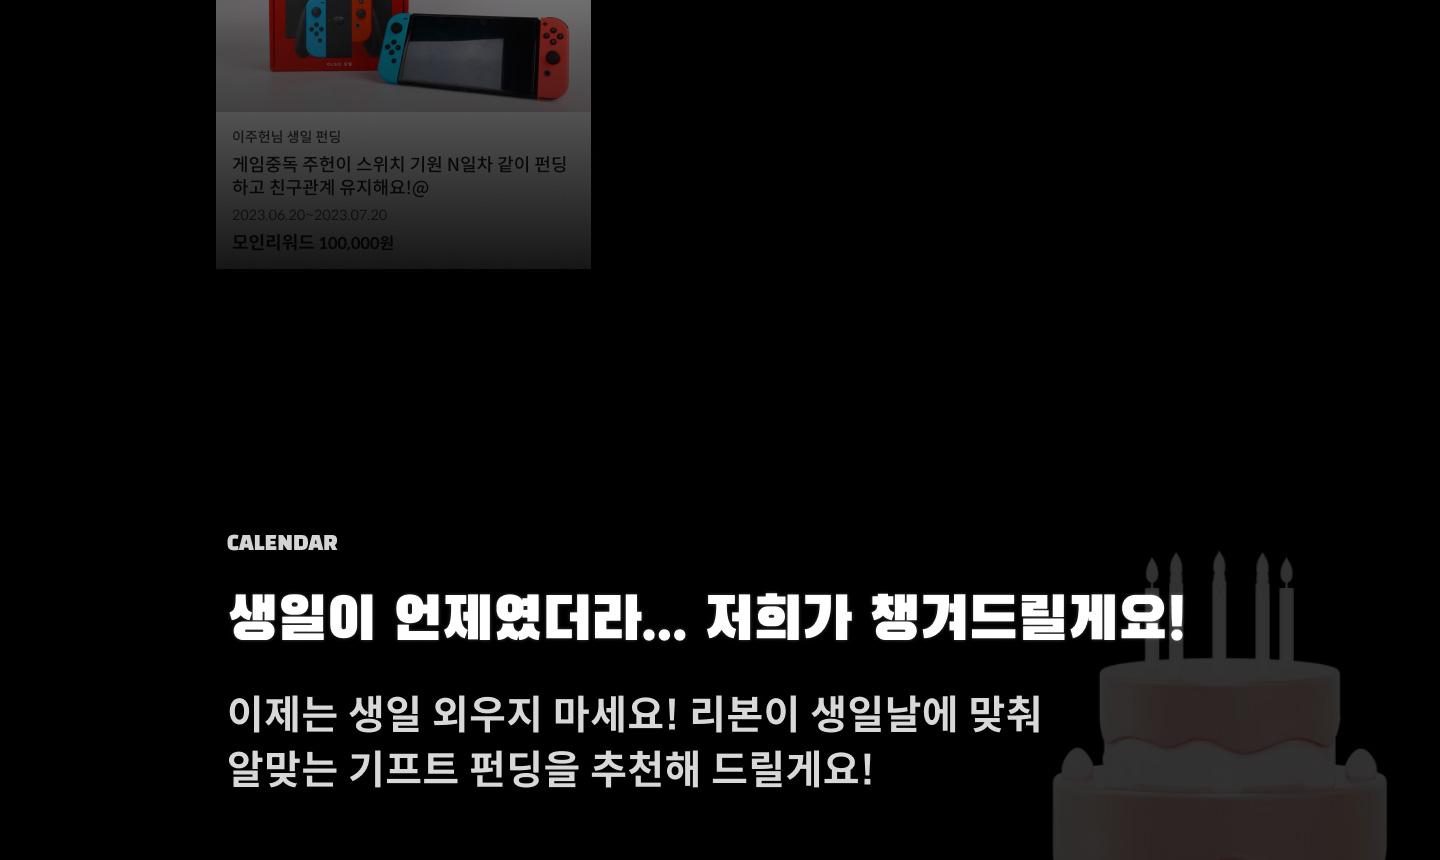 이주헌님 생일 펀딩
게임중독 주헌이 스위치 기원 N일차 같이 펀딩
하고 친구관계 유지해요!@
2023.06.20~2023.07.20
모인리워드 100,000원
CALENDAR
생일이 언제였더라... 저희가 챙겨드릴게요!
이제는 생일 외우지 마세요! 리본이 생일날에 맞춰
알맞는 기프트 펀딩을 추천해 드릴게요!